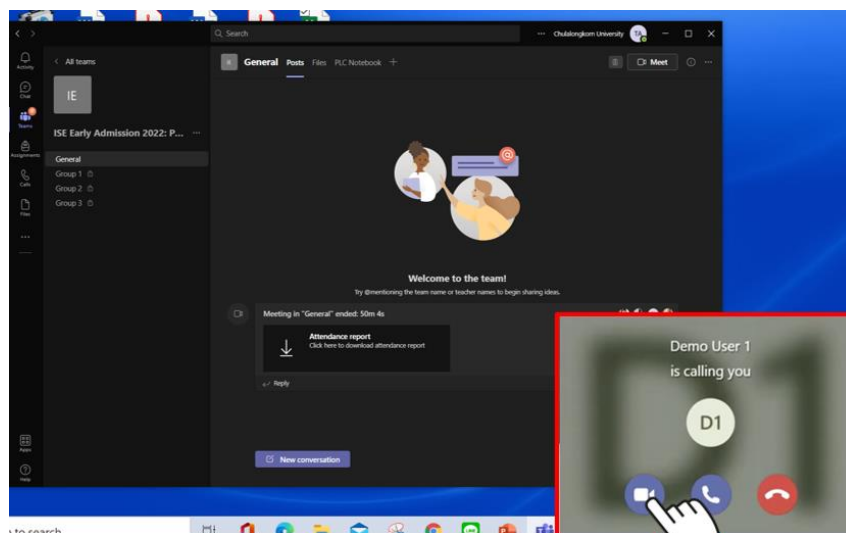 Search
Chulalongkorn University
TA
Activity
Chat
Teams
Assignments
Calls
Files
Apps
Help
All teams
IE
ISE Early Admission 2022: P...
General
Group 1
Group 2
Group 3
General Posts Files PLC Notebook
Meet
Welcome to the team!
Try @mentioning the team name or teacher names to begin sharing ideas.
Meeting in "General" ended: 50m 4s
Attendance report
Click here to download attendance report
Reply
New conversation
Demo User 1
is calling you
D1
D1
to search